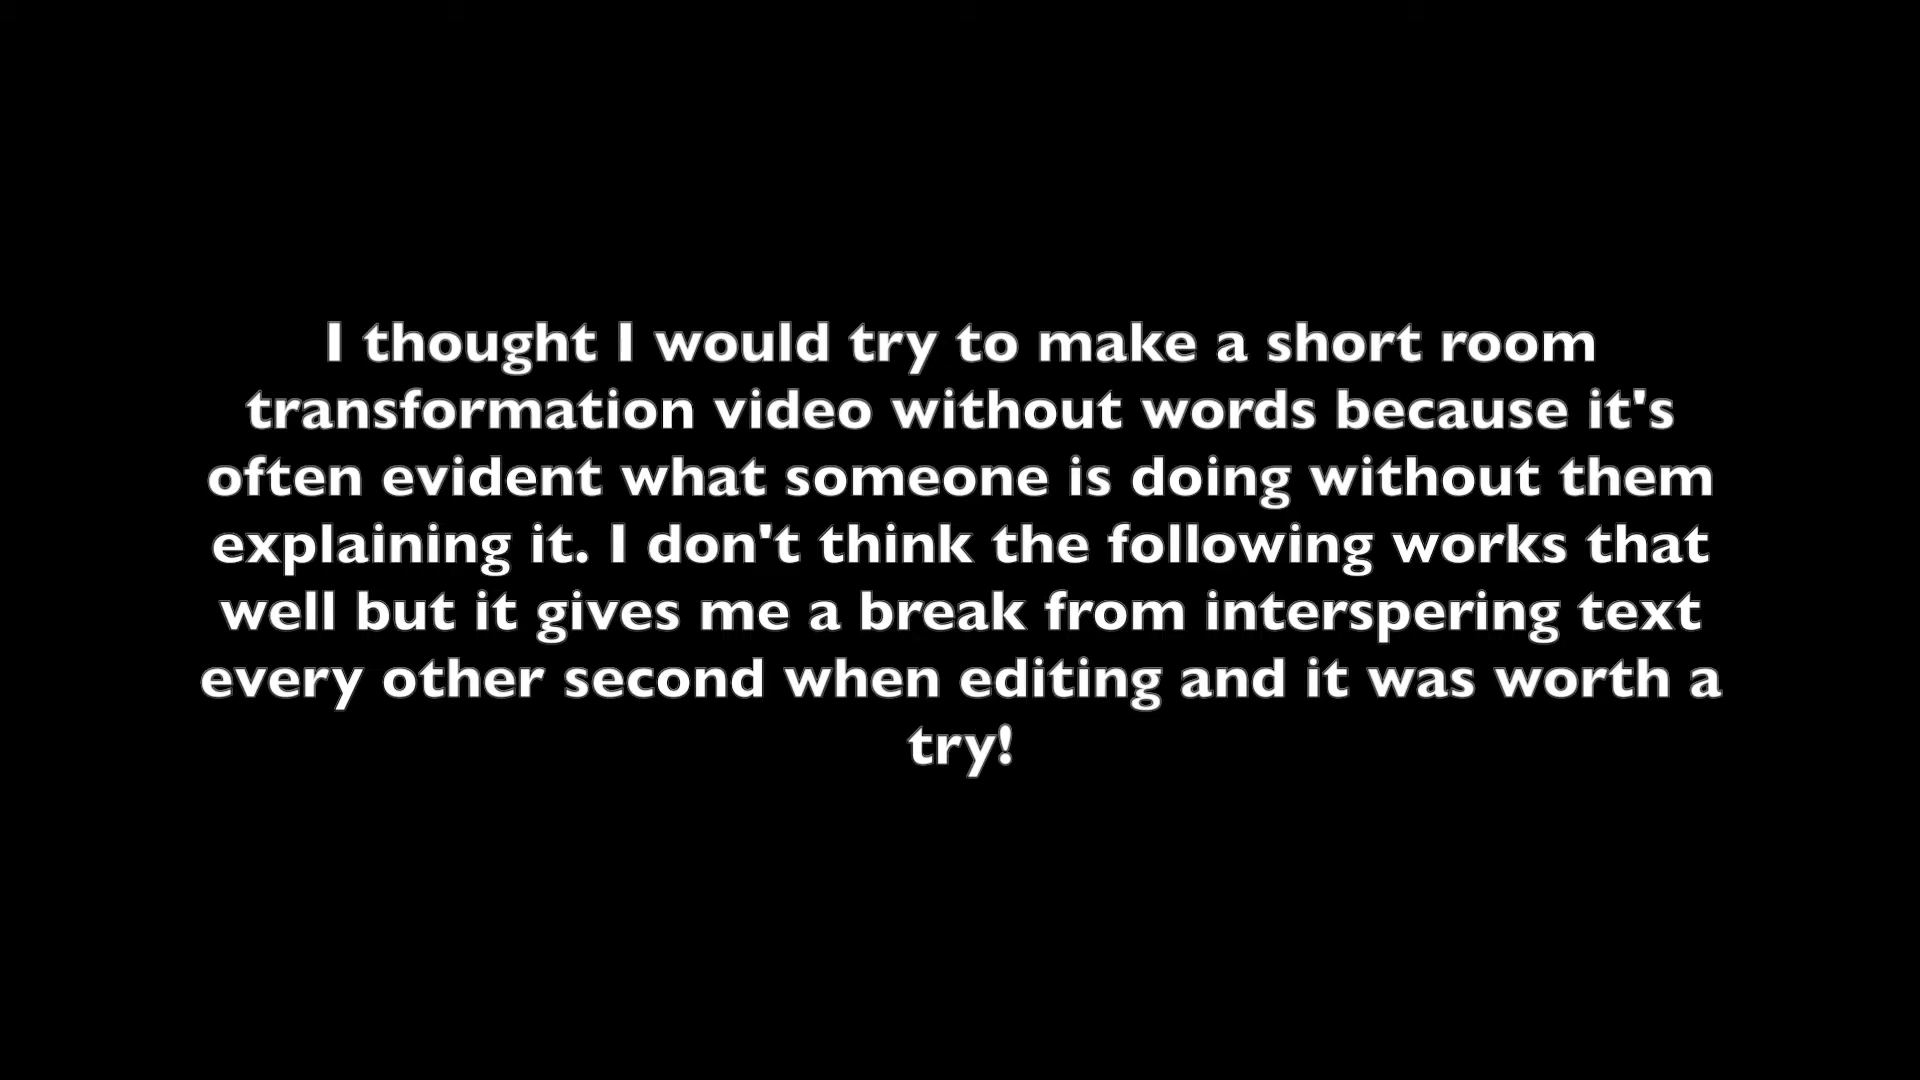 I thought I would try to make a short room
transformation video without words because it's
often evident what someone is doing without them
explaining it. I don't think the following works that
well but it gives me a break from interspering text
every other second when editing and it was worth a
try!